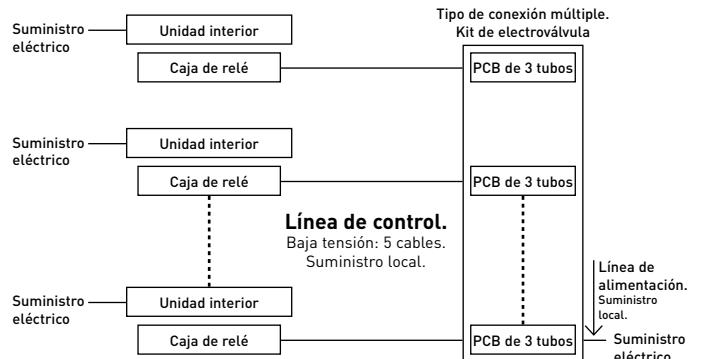 Tipo de conexión múltiple.
Kit de electroválvula
Suministro
eléctrico
Unidad interior
Caja de relé
PCB de 3 tubos
Suministro
eléctrico
Unidad interior
Caja de relé
PCB de 3 tubos
Línea de control.
Baja tensión: 5 cables.
Suministro local.
Línea de
alimentación.
Suministro
local.
Suministro
eléctrico
Unidad interior
Caja de relé
PCB de 3 tubos
Suministro
eléctrico